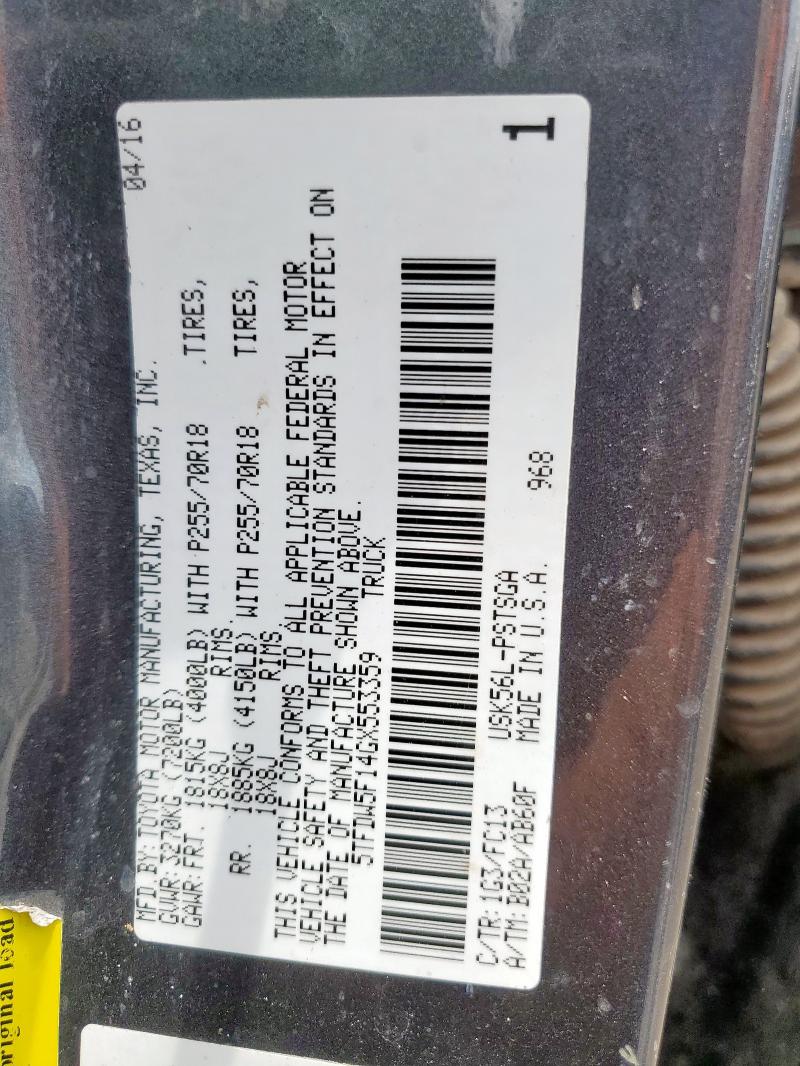 MFD.BY:TOYOTA MOTOR MANUFACTURING, TEXAS, INC. 04/16
GVWR:3270KG (7200LB)
GAWR:FRT. 1815KG (4000LB) WITH P255/70R18 TIRES,
18X8J RIMS,
RR. 1885KG (4150LB) WITH P255/70R18 TIRES,
18X8J RIMS
THIS VEHICLE CONFORMS TO ALL APPLICABLE FEDERAL MOTOR
VEHICLE SAFETY AND THEFT PREVENTION STANDARDS IN EFFECT ON
THE DATE OF MANUFACTURE SHOWN ABOVE.
5TFDW5F14GX553359 TRUCK
C/TR:1G3/FC13 USK56L-PSTSGA
A/TM:B02A/AB60F MADE IN U.S.A. 968
1
original load